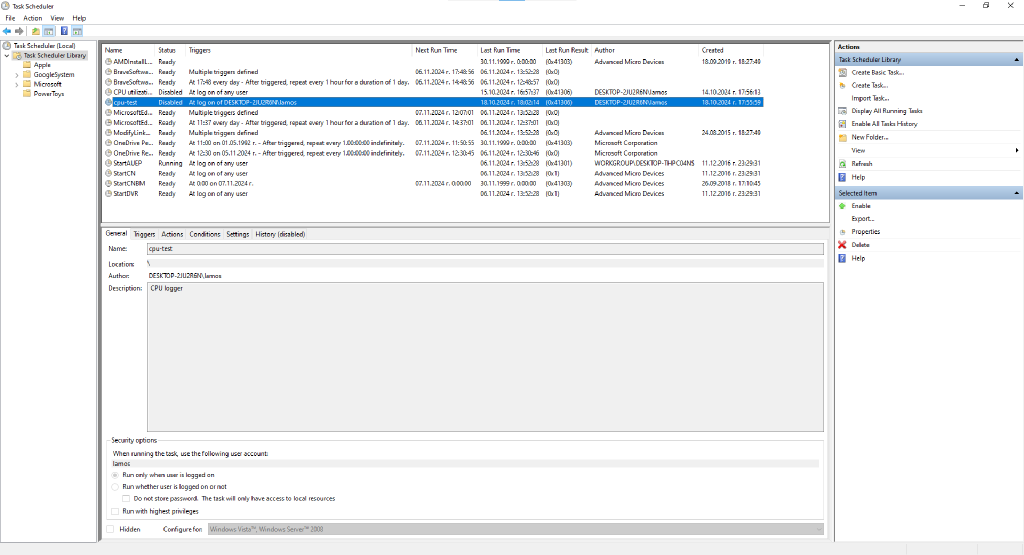 Task Scheduler
File Action View Help
Task Scheduler (Local)
Task Scheduler Library
Apple
GoogleSystem
Microsoft
PowerToys
Name Status Triggers Next Run Time Last Run Time Last Run Result Author Created
AMDInstallL... Ready 30.11.1999 г. 0:00:00 (0x41303) Advanced Micro Devices 18.09.2019 г. 18:27:49
BraveSoftwa... Ready Multiple triggers defined 06.11.2024 г. 17:48:56 06.11.2024 г. 13:52:28 (0x0)
BraveSoftwa... Ready At 17:48 every day - After triggered, repeat every 1 hour for a duration of 1 day. 06.11.2024 г. 14:48:56 06.11.2024 г. 12:48:57 (0x0)
CPU utilizati... Disabled At log on of any user 15.10.2024 г. 16:57:37 (0x41306) DESKTOP-2JU2R6N\Iamos 14.10.2024 г. 17:56:13
cpu-test Disabled At log on of DESKTOP-2JU2R6N\Iamos 18.10.2024 г. 18:02:14 (0x41306) DESKTOP-2JU2R6N\Iamos 18.10.2024 г. 17:55:59
MicrosoftEd... Ready Multiple triggers defined 07.11.2024 г. 12:07:01 06.11.2024 г. 13:52:28 (0x0)
MicrosoftEd... Ready At 11:37 every day - After triggered, repeat every 1 hour for a duration of 1 day. 06.11.2024 г. 14:37:01 06.11.2024 г. 12:37:01 (0x0)
ModifyLink... Ready Multiple triggers defined 06.11.2024 г. 13:52:28 (0x0) Advanced Micro Devices 24.08.2015 г. 18:27:49
OneDrive Pe... Ready At 11:00 on 01.05.1992 г. - After triggered, repeat every 1.00:00:00 indefinitely. 07.11.2024 г. 11:50:55 30.11.1999 г. 0:00:00 (0x41303) Microsoft Corporation
OneDrive Re... Ready At 12:30 on 05.11.2024 г. - After triggered, repeat every 1.00:00:00 indefinitely. 07.11.2024 г. 12:30:45 06.11.2024 г. 12:30:46 (0x0) Microsoft Corporation
StartAUEP Running At log on of any user 06.11.2024 г. 13:52:28 (0x41301) 11.12.2016 г. 23:29:31
StartCN Ready At log on of any user 06.11.2024 г. 13:52:28 (0x1) Advanced Micro Devices 11.12.2016 г. 23:29:31
StartCNBM Ready At 0:00 on 07.11.2024 г. 07.11.2024 г. 0:00:00 30.11.1999 г. 0:00:00 (0x41303) Advanced Micro Devices 26.09.2018 г. 17:10:45
StartDVR Ready At log on of any user 06.11.2024 г. 13:52:28 (0x1) Advanced Micro Devices 11.12.2016 г. 23:29:31
General Triggers Actions Conditions Settings History (disabled)
Name: cpu-test
Location: \
Author: DESKTOP-2JU2R6N\Iamos
Description: CPU logger
Security options
When running the task, use the following user account:
Iamos
Run only when user is logged on
Run whether user is logged on or not
Do not store password. The task will only have access to local resources
Run with highest privileges
Hidden Configure for: Windows Vista™, Windows Server™ 2008
Actions
Task Scheduler Library
Create Basic Task...
Create Task...
Import Task...
Display All Running Tasks
Enable All Tasks History
New Folder...
View
Refresh
Help
Selected Item
Enable
Export...
Properties
Delete
Help